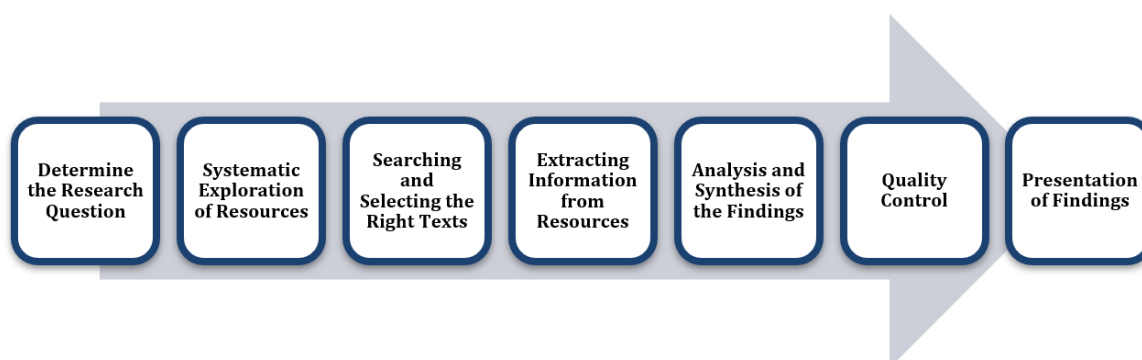 Determine
the Research
Question
Systematic
Exploration
of Resources
Searching
and
Selecting the
Right Texts
Extracting
Information
from
Resources
Analysis and
Synthesis of
the Findings
Quality
Control
Presentation
of Findings